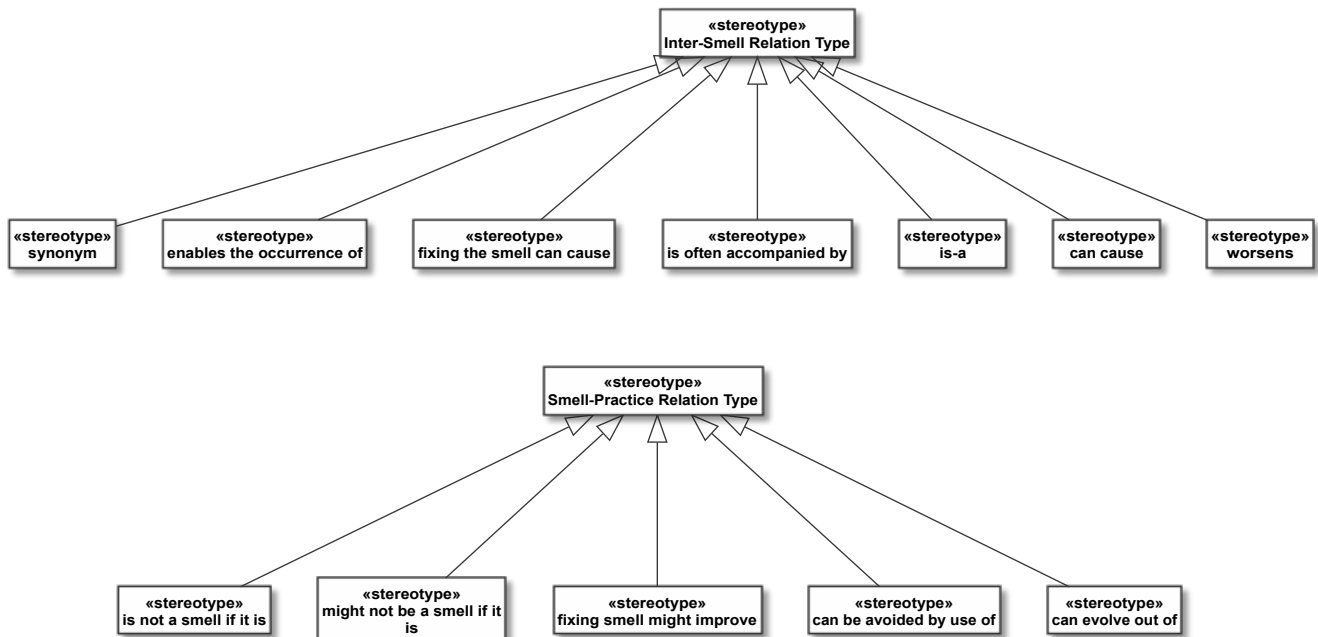 «stereotype»
Inter-Smell Relation Type
«stereotype»
synonym
«stereotype»
enables the occurrence of
«stereotype»
fixing the smell can cause
«stereotype»
is often accompanied by
«stereotype»
is-a
«stereotype»
can cause
«stereotype»
worsens
«stereotype»
Smell-Practice Relation Type
«stereotype»
is not a smell if it is
«stereotype»
might not be a smell if it
is
«stereotype»
fixing smell might improve
«stereotype»
can be avoided by use of
«stereotype»
can evolve out of